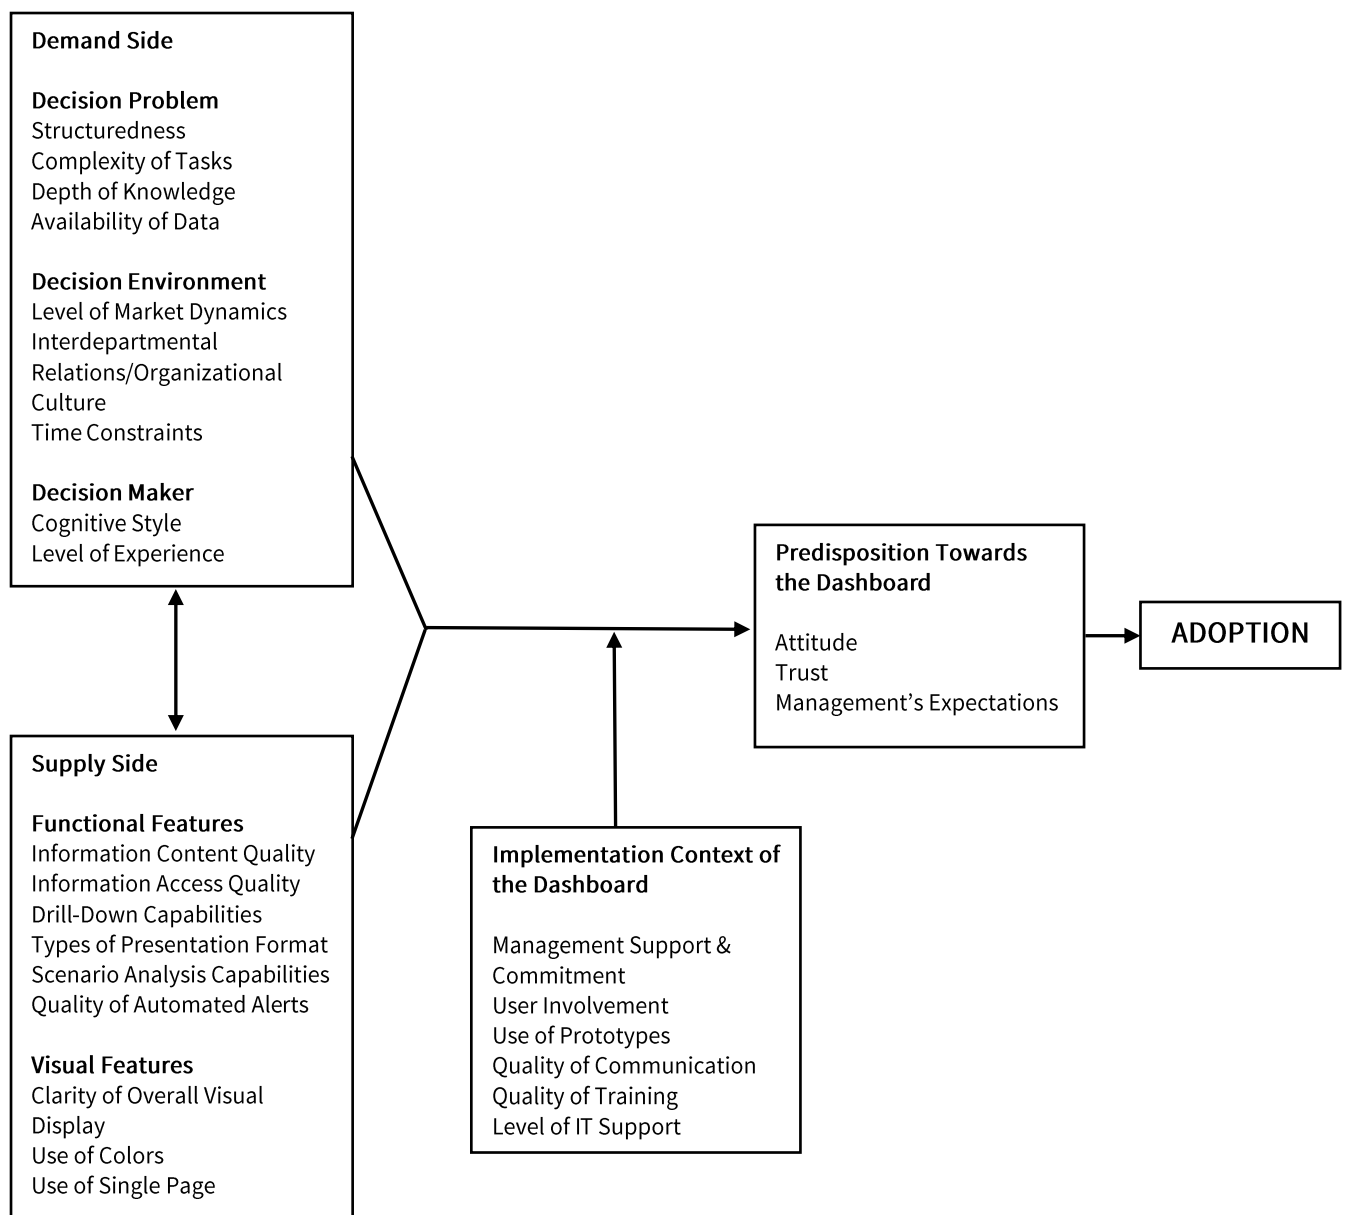 Demand Side
Decision Problem
Structuredness
Complexity of Tasks
Depth of Knowledge
Availability of Data
Decision Environment
Level of Market Dynamics
Interdepartmental
Relations/Organizational
Culture
Time Constraints
Decision Maker
Cognitive Style
Level of Experience
Supply Side
Functional Features
Information Content Quality
Information Access Quality
Drill-Down Capabilities
Types of Presentation Format
Scenario Analysis Capabilities
Quality of Automated Alerts
Visual Features
Clarity of Overall Visual
Display
Use of Colors
Use of Single Page
Implementation Context of
the Dashboard
Management Support &
Commitment
User Involvement
Use of Prototypes
Quality of Communication
Quality of Training
Level of IT Support
Predisposition Towards
the Dashboard
Attitude
Trust
Management’s Expectations
ADOPTION